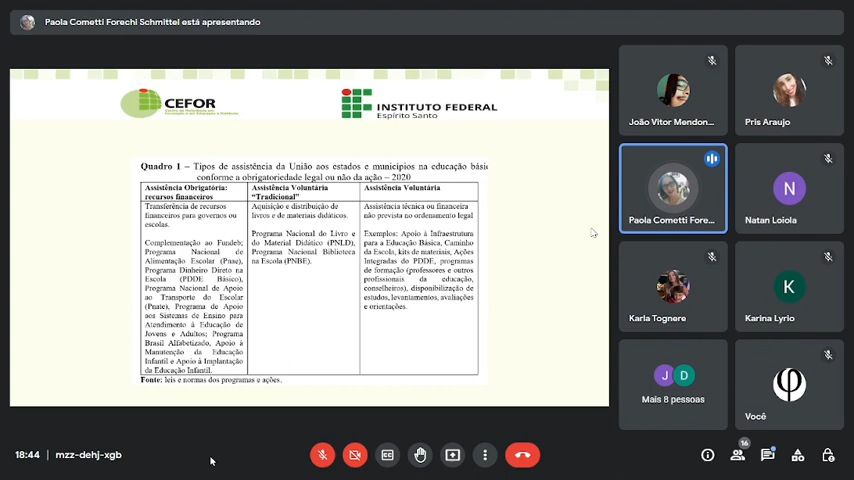 Paola Cometti Forechi Schmittel está apresentando
CEFOR
INSTITUTO FEDERAL
Espírito Santo
Quadro 1 – Tipos de assistência da União aos estados e municípios na educação bási
conforme a obrigatoriedade legal ou não da ação – 2020
Assistência Obrigatória:
recursos financeiros
Transferência de recursos
financeiros para governos ou
escolas.
Complementação ao Fundeb;
Programa Nacional de
Alimentação Escolar (Pnae),
Programa Dinheiro Direto na
Escola (PDDE Básico),
Programa Nacional de Apoio
ao Transporte do Escolar
(Pnate), Programa de Apoio
aos Sistemas de Ensino para
Atendimento à Educação de
Jovens e Adultos; Programa
Brasil Alfabetizado, Apoio à
Manutenção da Educação
Infantil e Apoio à Implantação
da Educação Infantil.
Assistência Voluntária
“Tradicional”
Aquisição e distribuição de
livros e de materiais didáticos.
Programa Nacional do Livro e
do Material Didático (PNLD),
Programa Nacional Biblioteca
na Escola (PNBE).
Assistência Voluntária
Assistência técnica ou financeira
não prevista no ordenamento legal
Exemplos: Apoio à Infraestrutura
para a Educação Básica, Caminho
da Escola, kits de materiais, Ações
Integradas do PDDE, programas
de formação (professores e outros
profissionais da educação,
conselheiros), disponibilização de
estudos, levantamentos, avaliações
e orientações.
Fonte: leis e normas dos programas e ações.
João Vitor Mendon...
Pris Araujo
Paola Cometti Fore...
N
Natan Loiola
Karla Tognere
K
Karina Lyrio
J D
Mais 8 pessoas
Você
18:44 | mzz-dehj-xgb
16